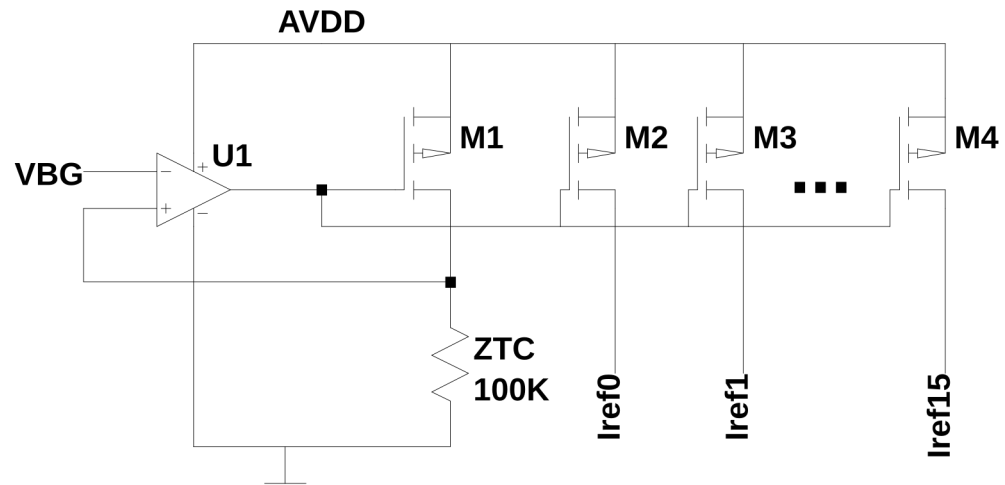 AVDD
U1
VBG
M1
M2
M3
M4
ZTC
100K
Iref0
Iref1
Iref15